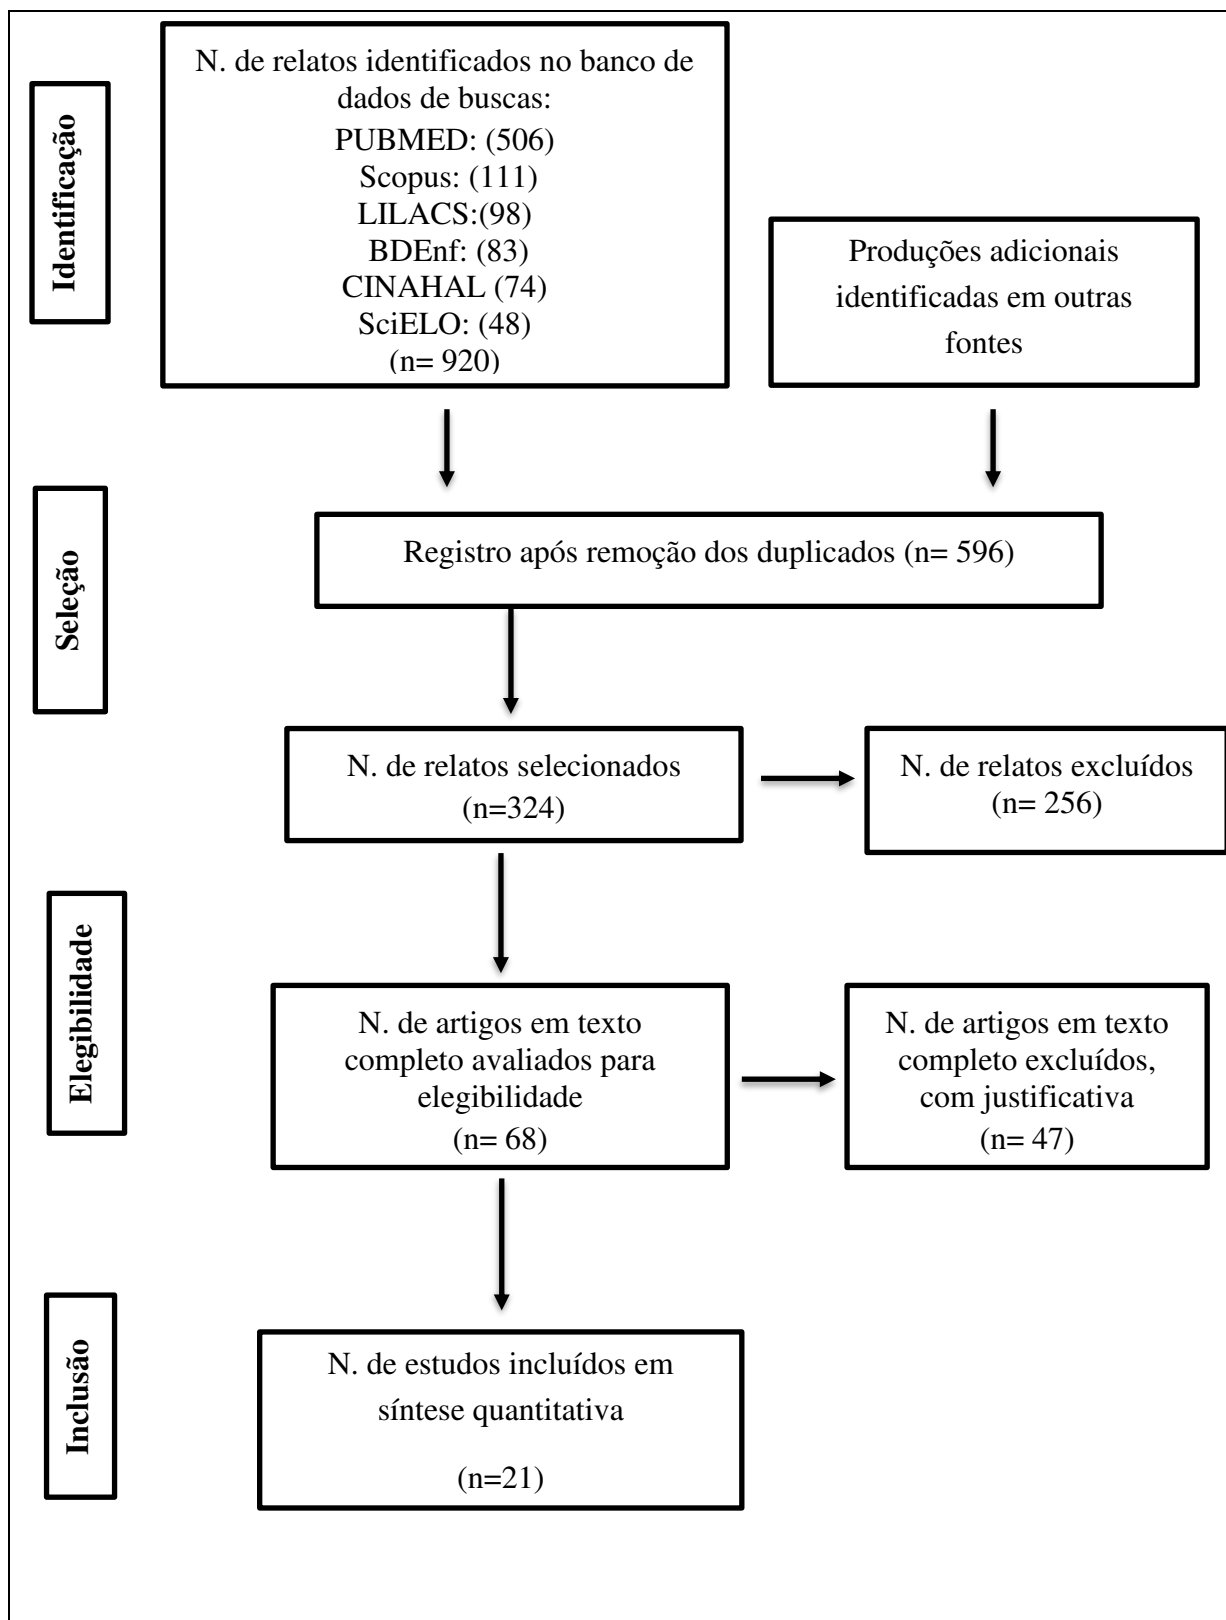 Identificação
N. de relatos identificados no banco de
dados de buscas:
PUBMED: (506)
Scopus: (111)
LILACS:(98)
BDEnf: (83)
CINAHAL (74)
SciELO: (48)
(n= 920)
Produções adicionais
identificadas em outras
fontes
Seleção
Registro após remoção dos duplicados (n= 596)
N. de relatos selecionados
(n=324)
N. de relatos excluídos
(n= 256)
Elegibilidade
N. de artigos em texto
completo avaliados para
elegibilidade
(n= 68)
N. de artigos em texto
completo excluídos,
com justificativa
(n= 47)
Inclusão
N. de estudos incluídos em
síntese quantitativa
(n=21)